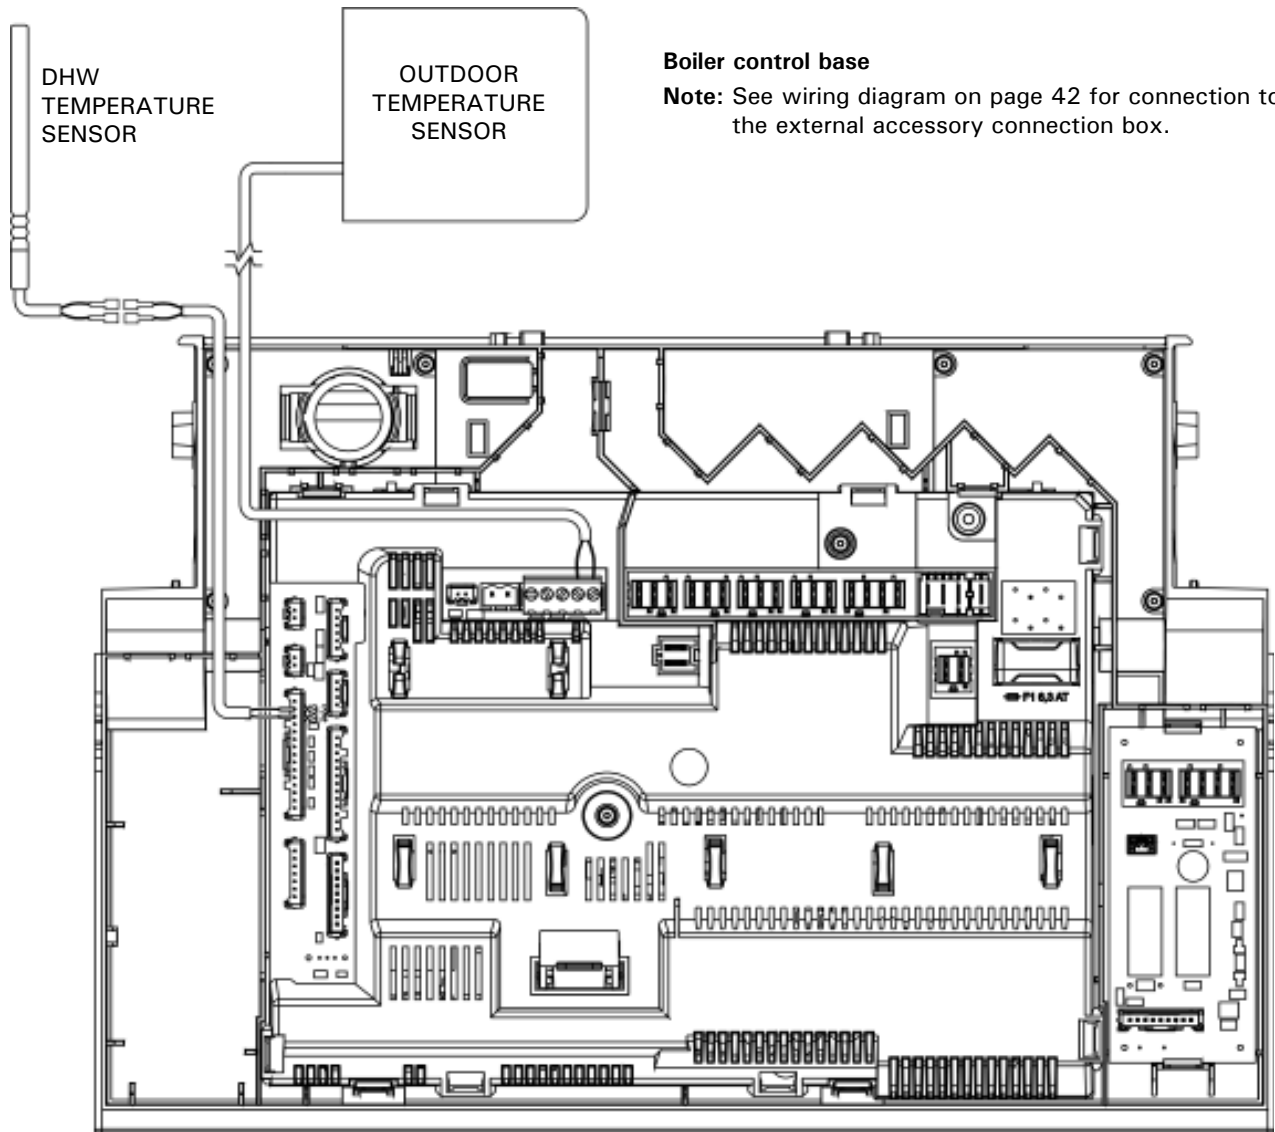 DHW
TEMPERATURE
SENSOR
OUTDOOR
TEMPERATURE
SENSOR
Boiler control base
Note: See wiring diagram on page 42 for connection to
the external accessory connection box.
F1 6,3 AT